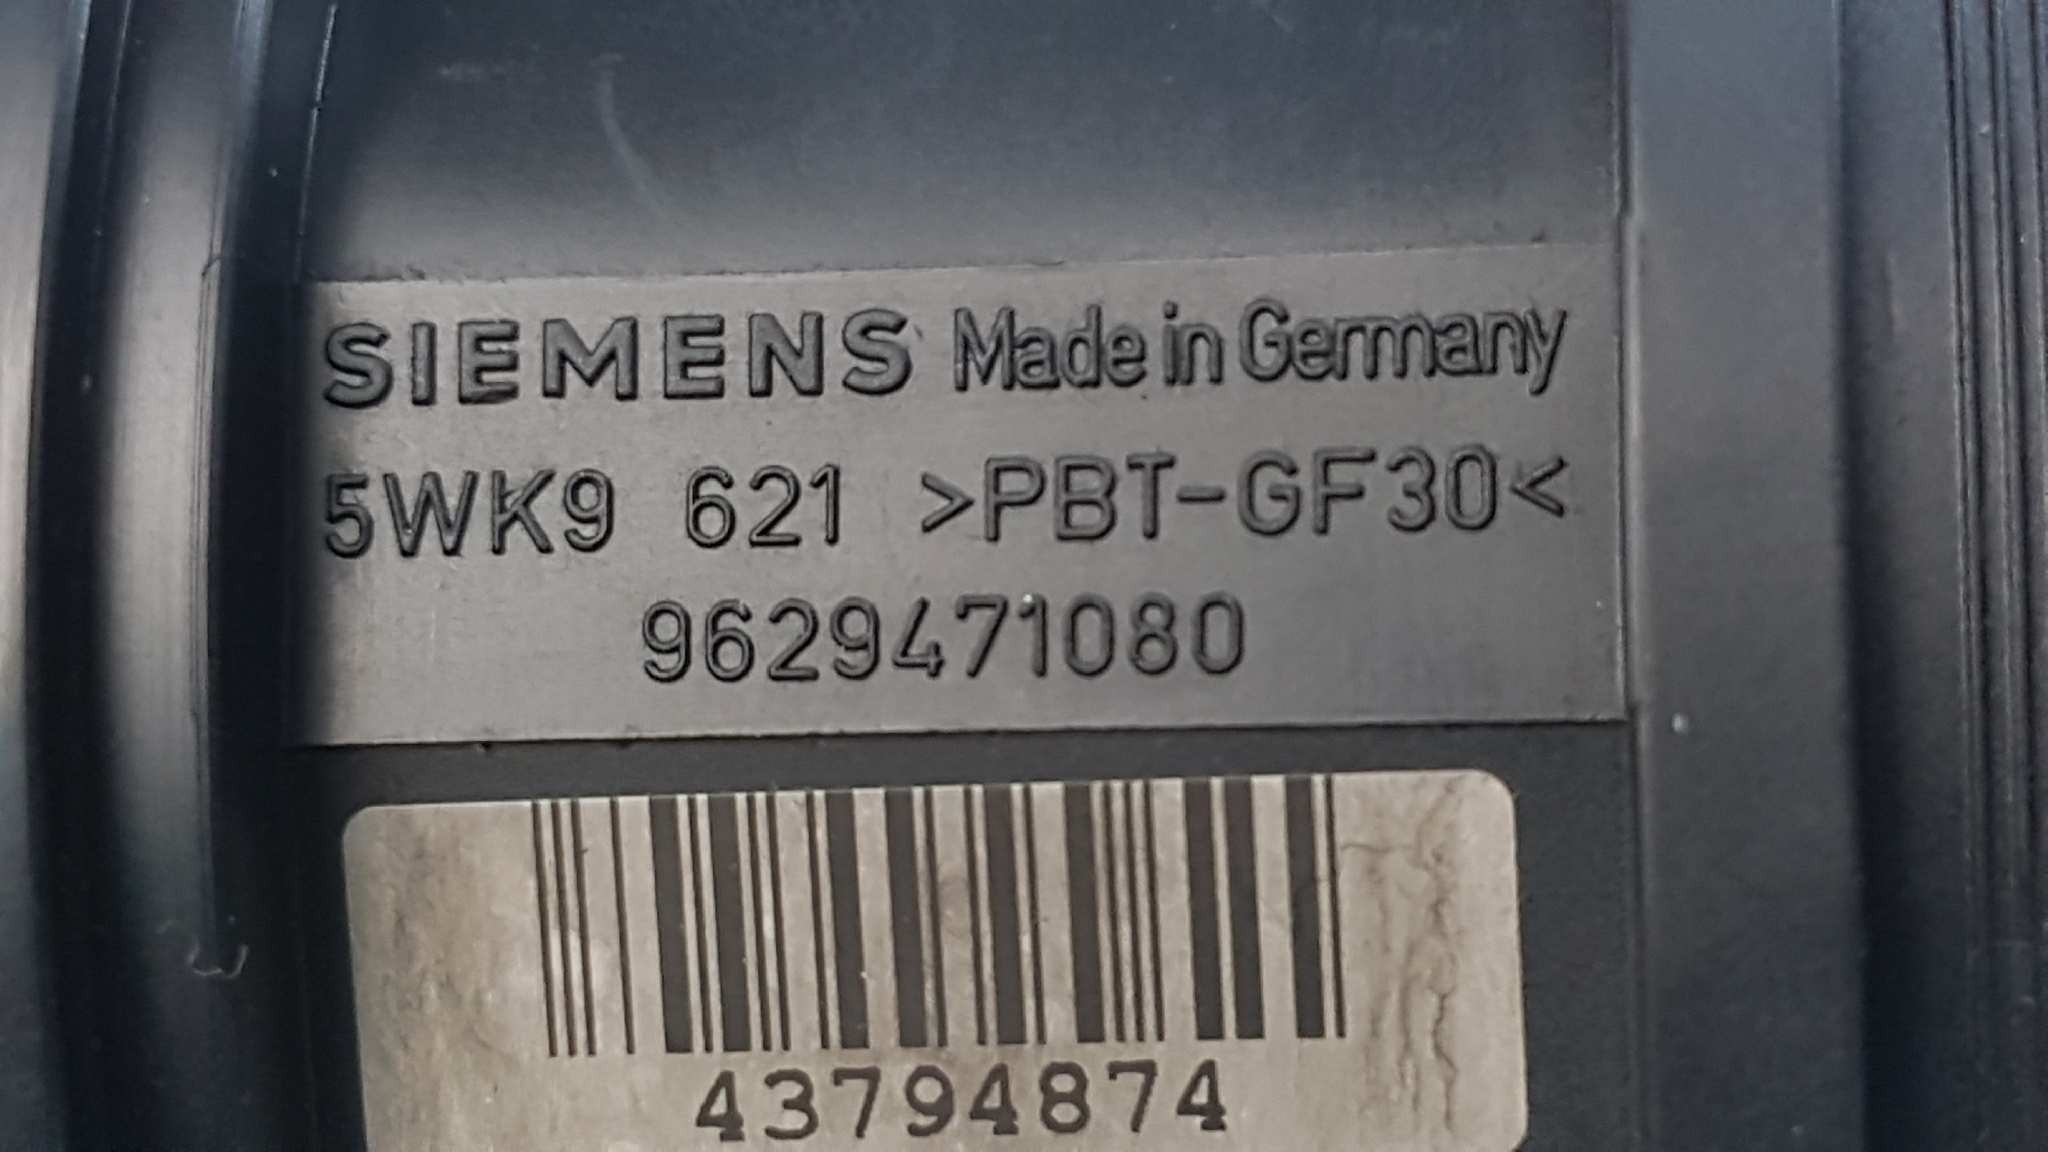 SIEMENS Made in Germany
5WK9 621 >PBT-GF30<
9629471080
43794874